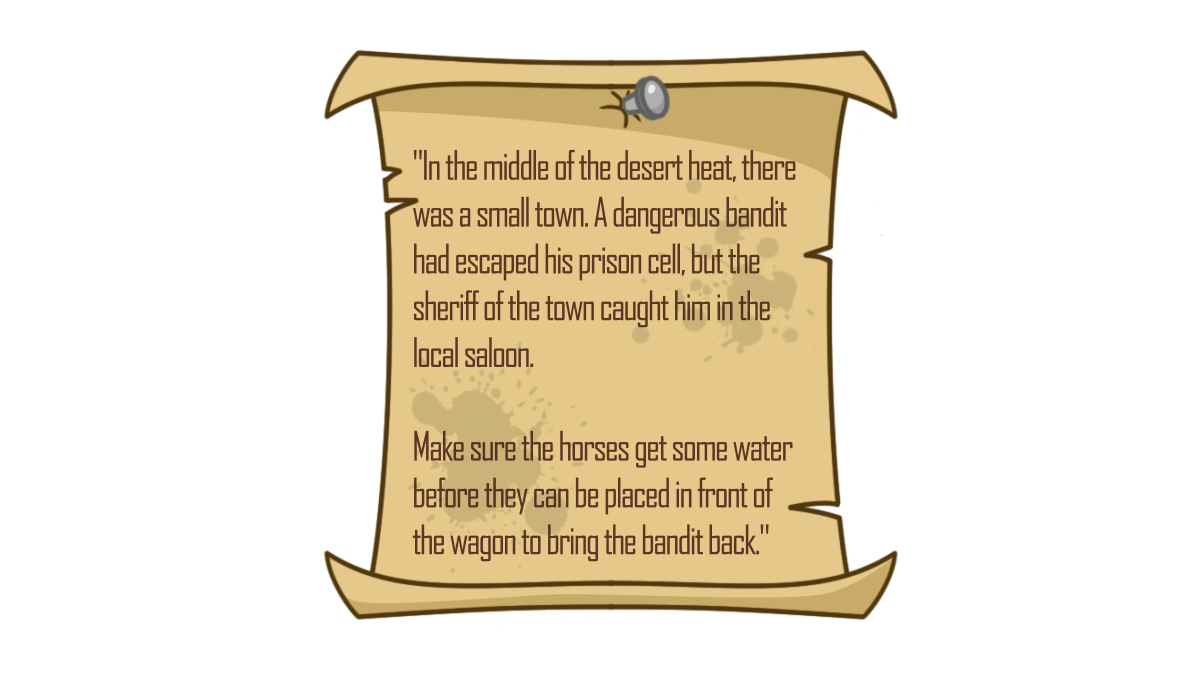 "In the middle of the desert heat, there
was a small town. A dangerous bandit
had escaped his prison cell, but the
sheriff of the town caught him in the
local saloon.
Make sure the horses get some water
before they can be placed in front of
the wagon to bring the bandit back."